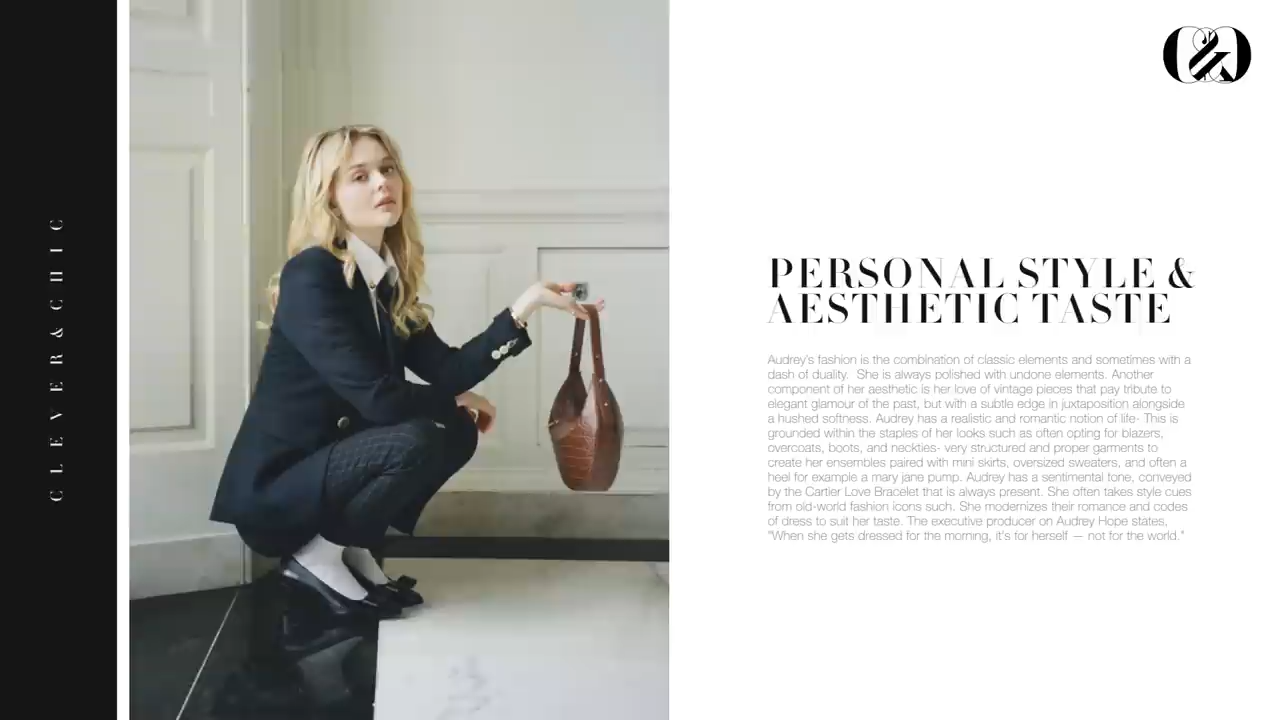 CLEVER&CHIC
C&C
PERSONAL STYLE &
AESTHETIC TASTE
Audrey's fashion is the combination of classic elements and sometimes with a
dash of duality.  She is always polished with undone elements. Another
component of her aesthetic is her love of vintage pieces that pay tribute to
elegant glamour of the past, but with a subtle edge in juxtaposition alongside
a hushed softness. Audrey has a realistic and romantic notion of life- This is
grounded within the staples of her looks such as often opting for blazers,
overcoats, boots, and neckties- very structured and proper garments to
create her ensembles paired with mini skirts, oversized sweaters, and often a
heel for example a mary jane pump. Audrey has a sentimental tone, conveyed
by the Cartier Love Bracelet that is always present. She often takes style cues
from old-world fashion icons such. She modernizes their romance and codes
of dress to suit her taste. The executive producer on Audrey Hope states,
"When she gets dressed for the morning, it's for herself — not for the world."